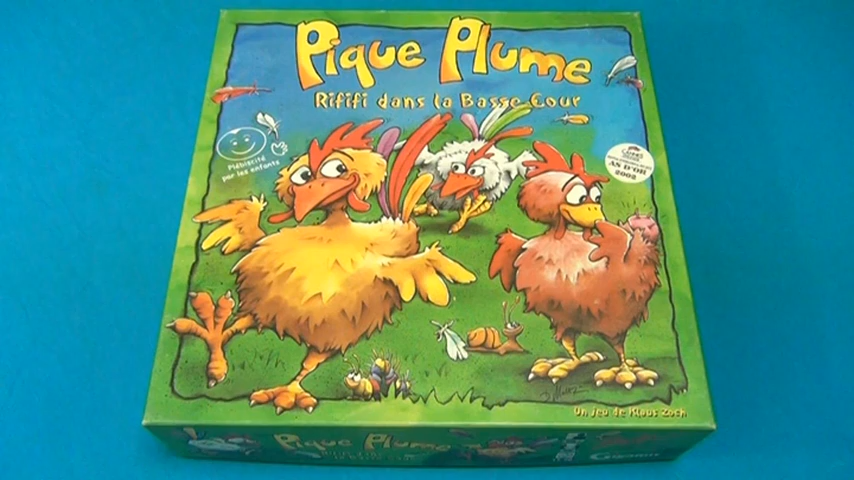 Pique Plume
Rififi dans la Basse Cour
Plébiscité
par les enfants
AS D'OR
2002
Un jeu de Klaus Zoch
Pique Plume